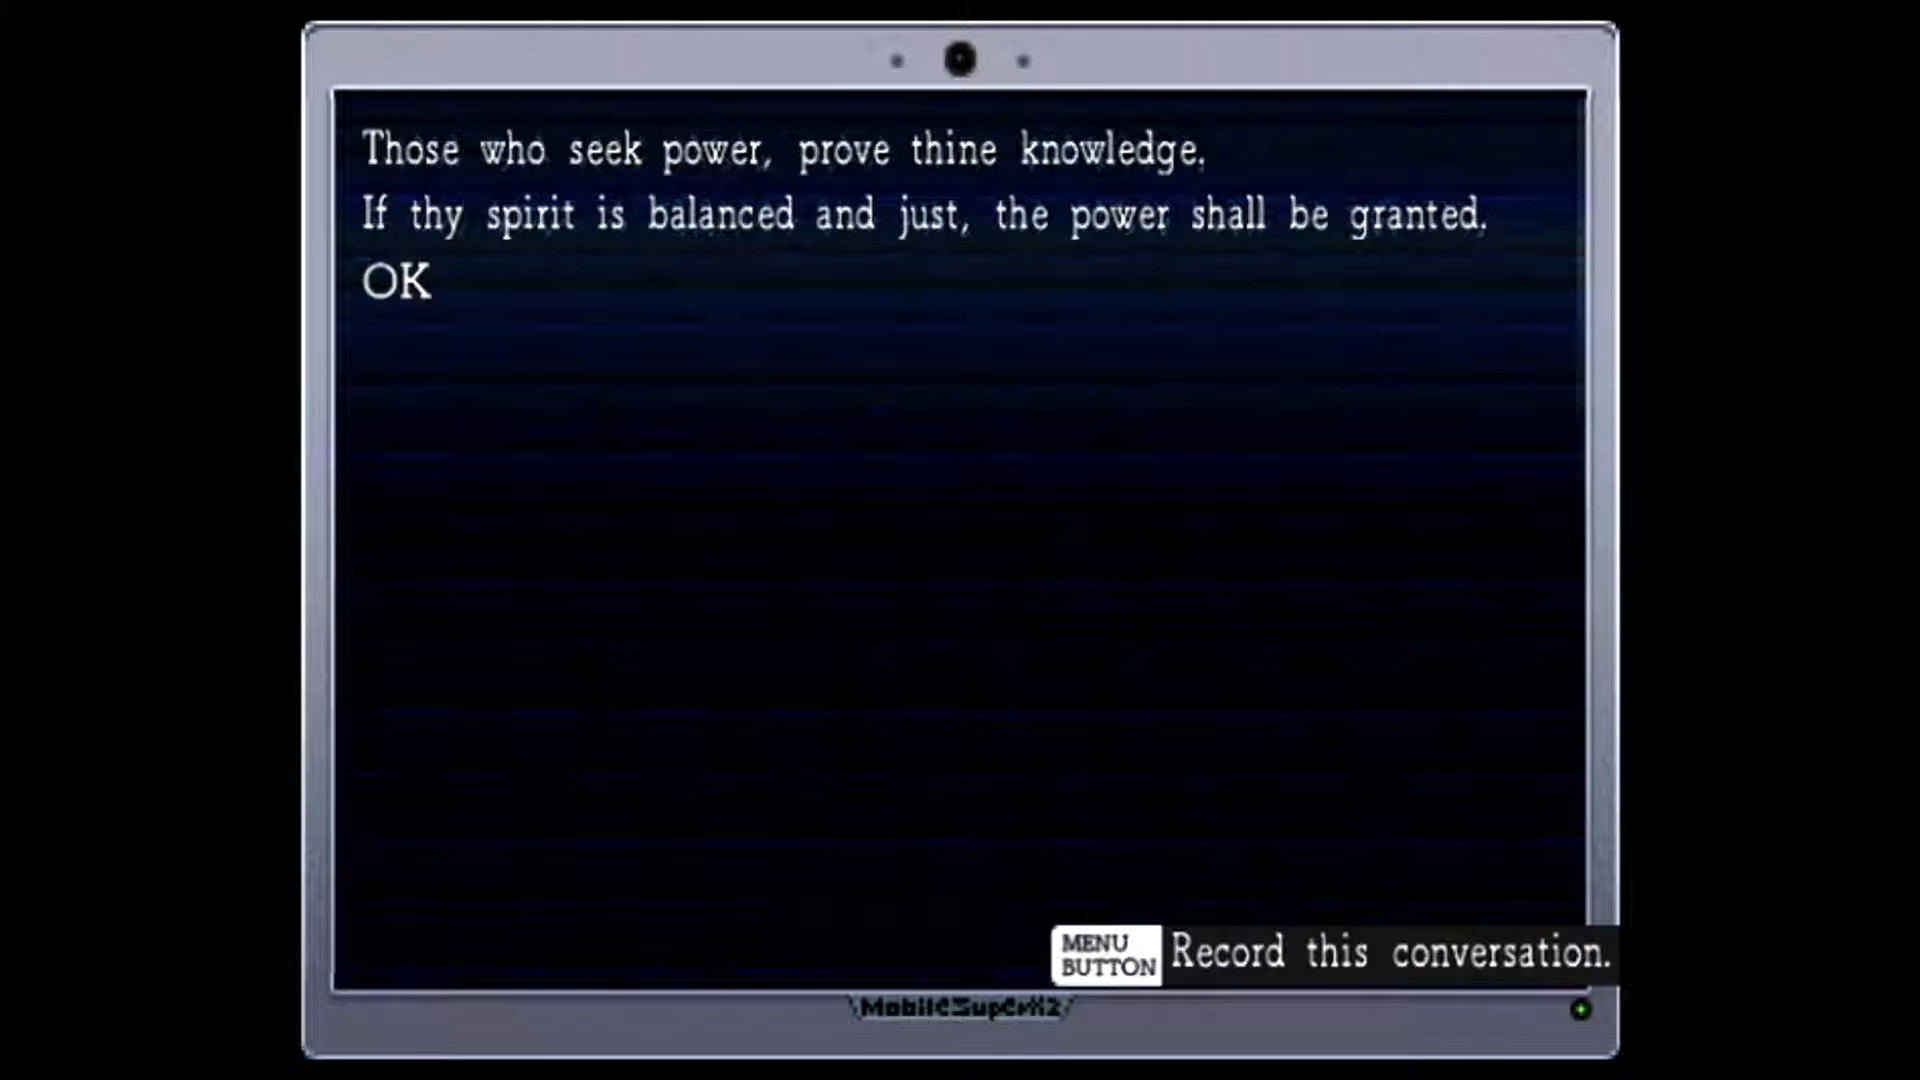 Those who seek power, prove thine knowledge.
If thy spirit is balanced and just, the power shall be granted.
OK
MENU
BUTTON
Record this conversation.
MobileSuperX2